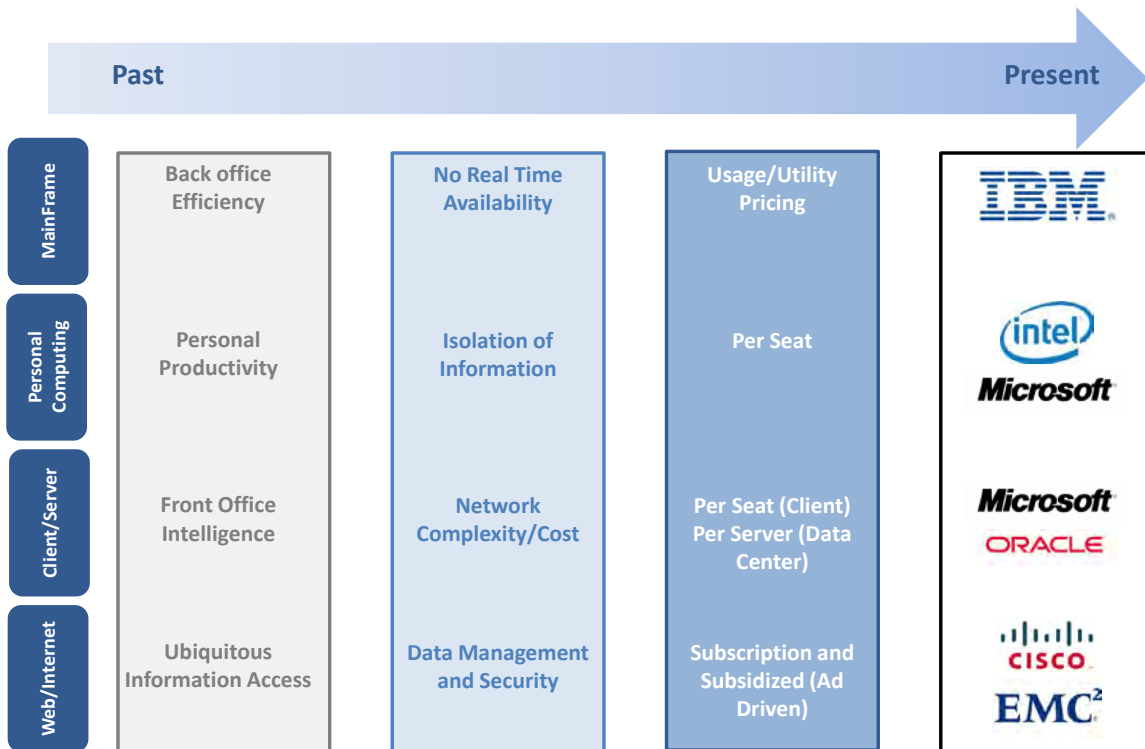 Past
Present
MainFrame
Back office
Efficiency
No Real Time
Availability
Usage/Utility
Pricing
IBM®
Personal
Computing
Personal
Productivity
Isolation of
Information
Per Seat
intel
Microsoft
Client/Server
Front Office
Intelligence
Network
Complexity/Cost
Per Seat (Client)
Per Server (Data
Center)
Microsoft
ORACLE
Web/Internet
Ubiquitous
Information Access
Data Management
and Security
Subscription and
Subsidized (Ad
Driven)
CISCO
EMC²